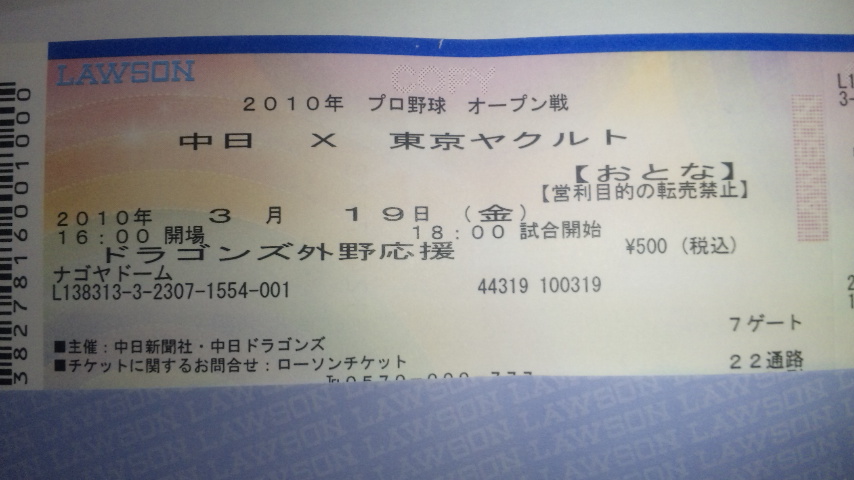 LAWSON
2010年 プロ野球 オープン戦
中日 × 東京ヤクルト
【おとな】
【営利目的の転売禁止】
2010年 3月 19日 (金)
16:00 開場 18:00 試合開始
ドラゴンズ外野応援 ¥500 (税込)
ナゴヤドーム
L138313-3-2307-1554-001 44319 100319
7ゲート
■主催:中日新聞社・中日ドラゴンズ
■チケットに関するお問合せ:ローソンチケット
22通路
3827816001000
LAWSON